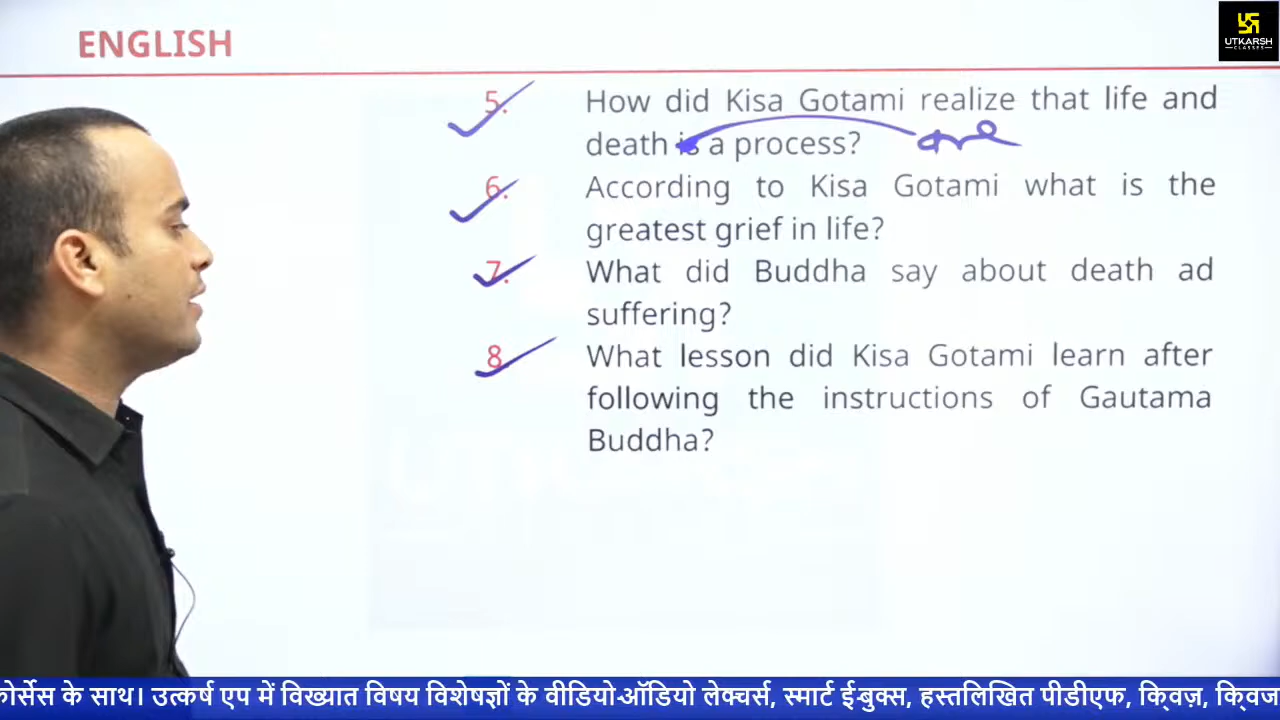 ENGLISH
UTKARSH
CLASSES
5. How did Kisa Gotami realize that life and
death is a process?
are
6. According to Kisa Gotami what is the
greatest grief in life?
7. What did Buddha say about death ad
suffering?
8. What lesson did Kisa Gotami learn after
following the instructions of Gautama
Buddha?
कोर्सेस के साथ। उत्कर्ष एप में विख्यात विषय विशेषज्ञों के वीडियो-ऑडियो लेक्चर्स, स्मार्ट ई-बुक्स, हस्तलिखित पीडीएफ, क्विज़, क्विज